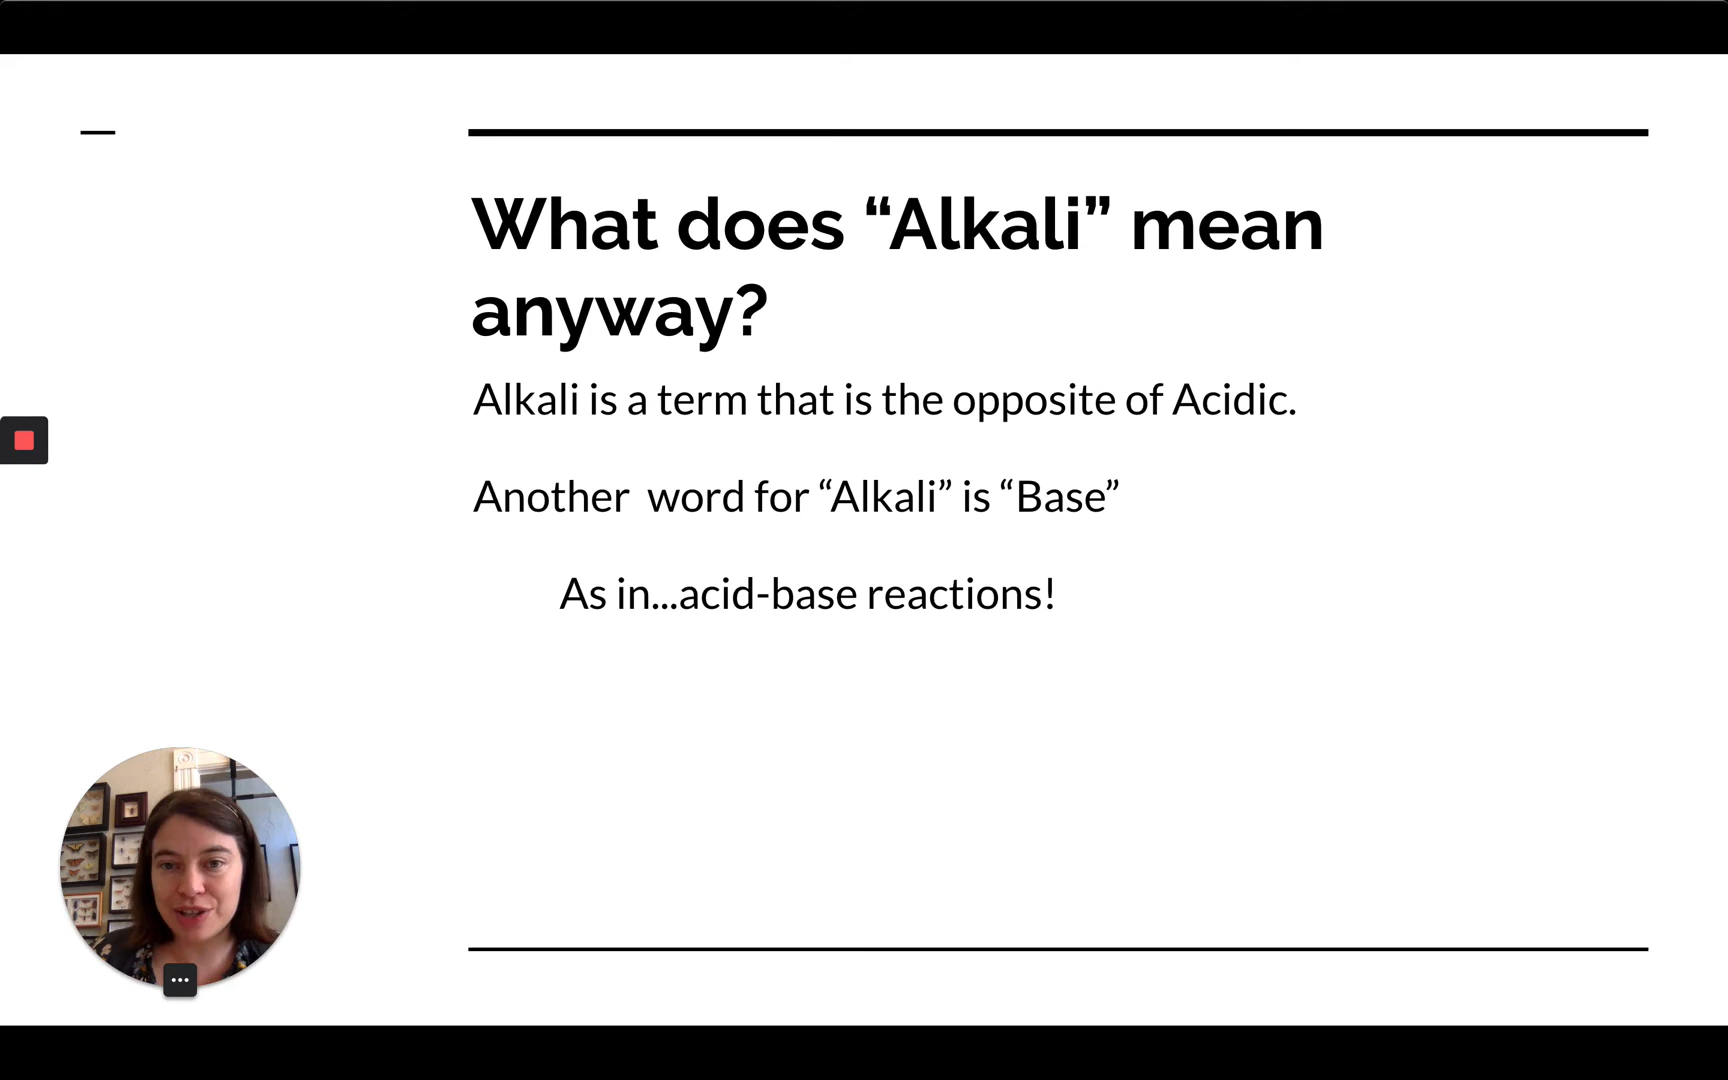 What does “Alkali” mean
anyway?
Alkali is a term that is the opposite of Acidic.
Another  word for “Alkali” is “Base”
As in...acid-base reactions!